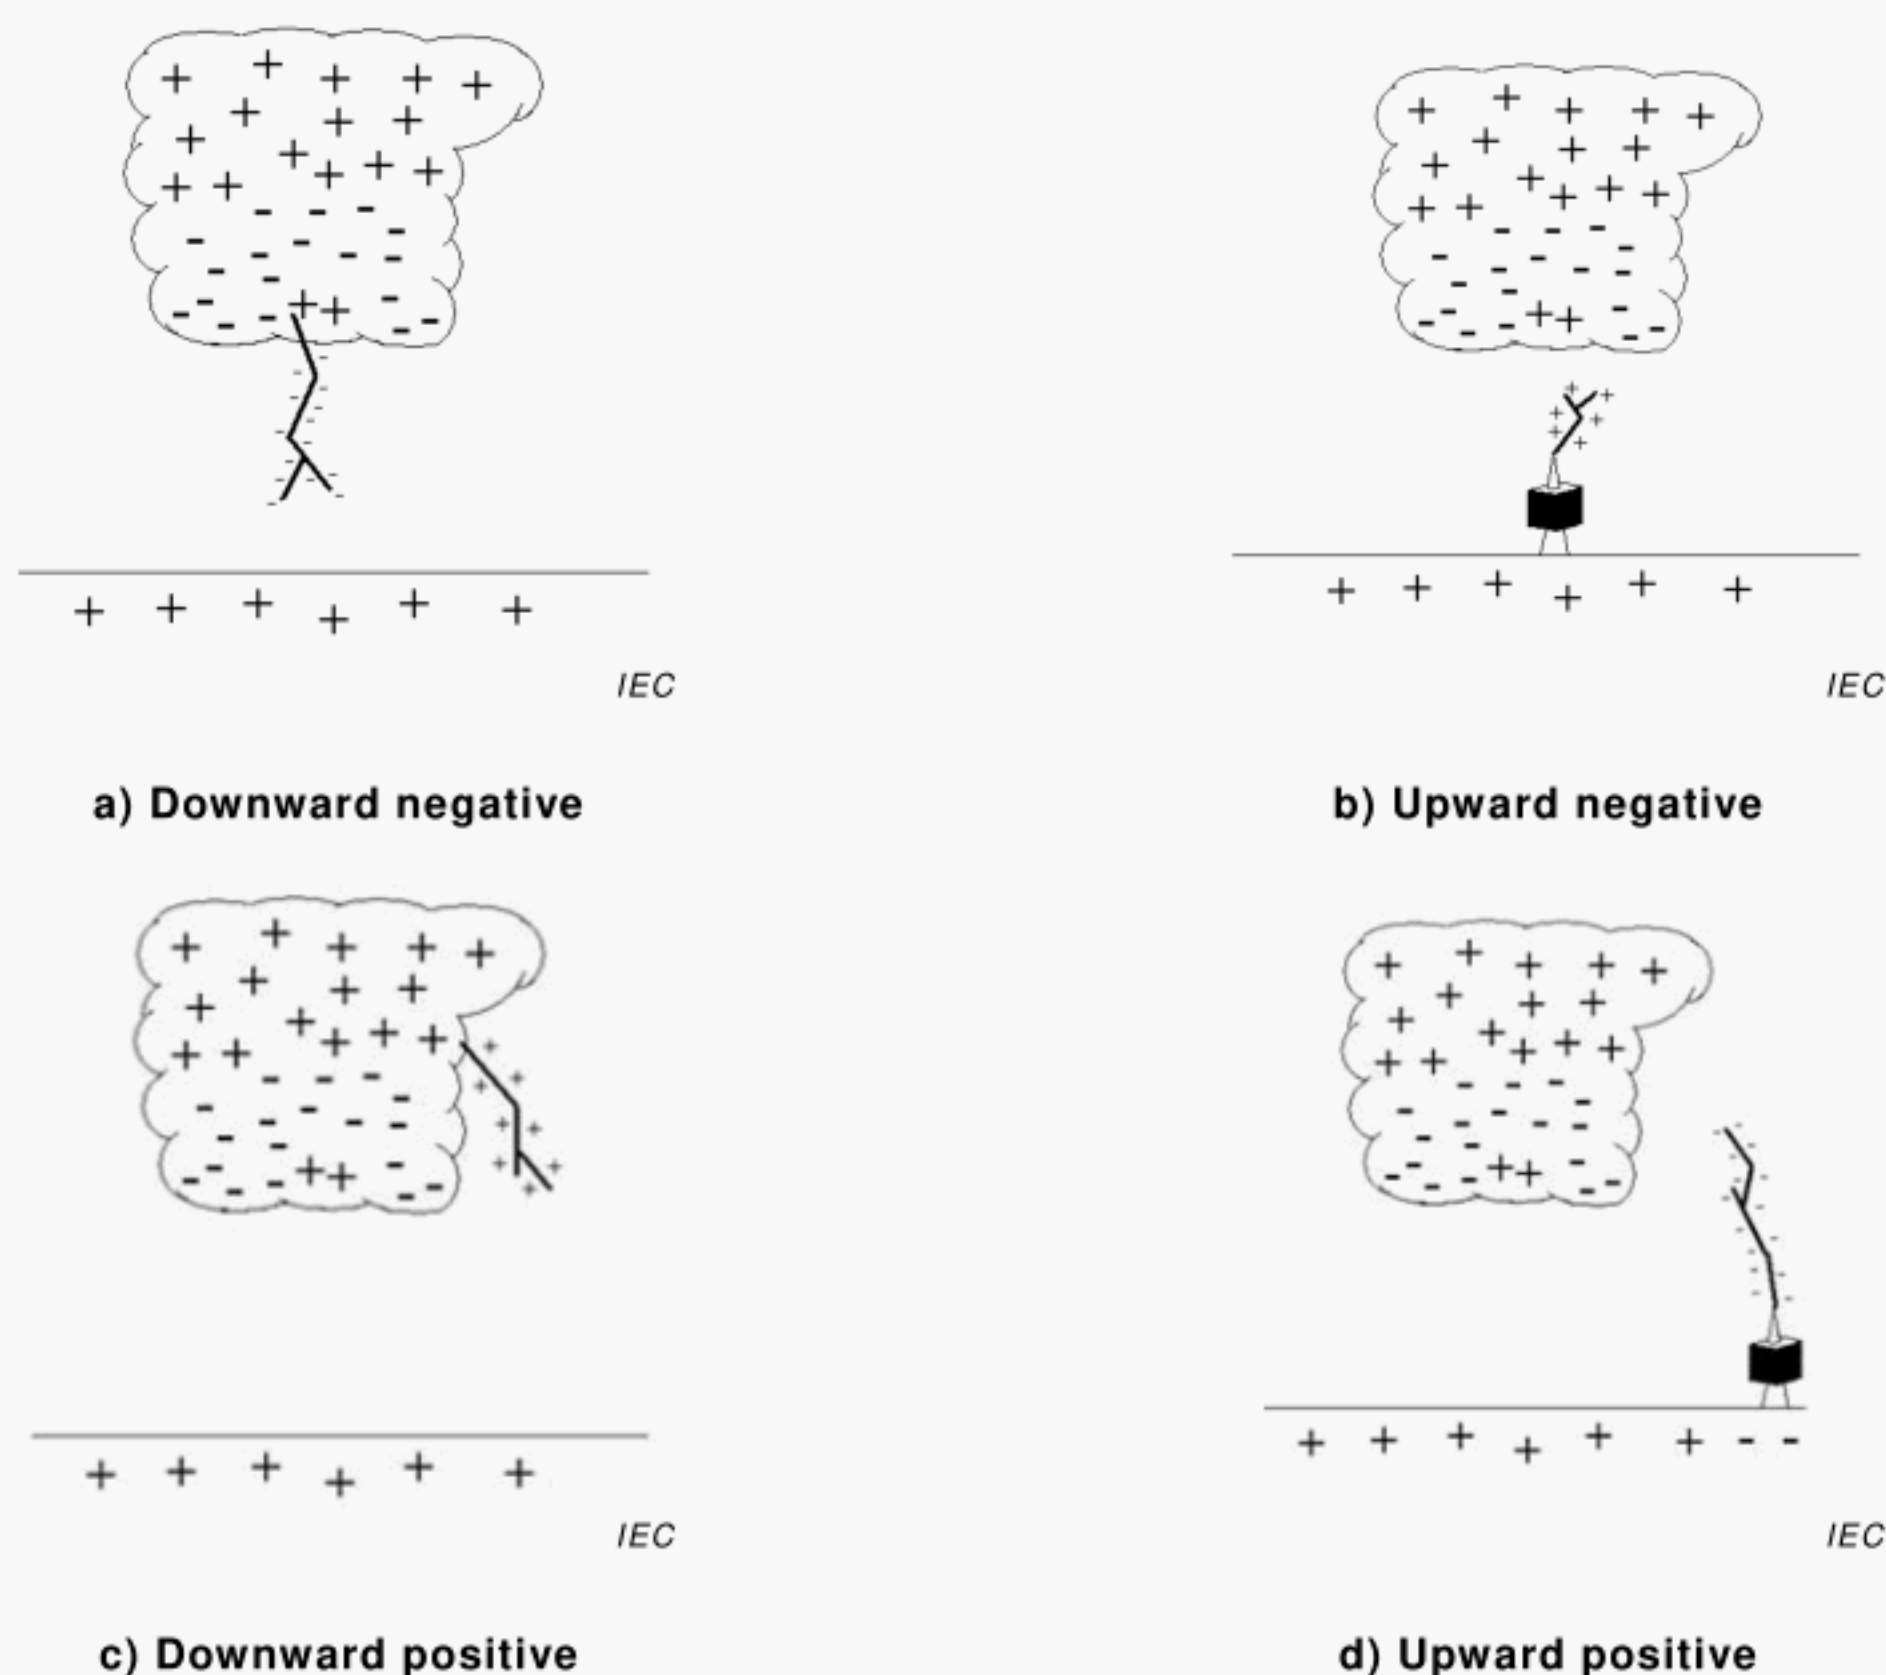 IEC
IEC
a) Downward negative
b) Upward negative
IEC
IEC
c) Downward positive
d) Upward positive